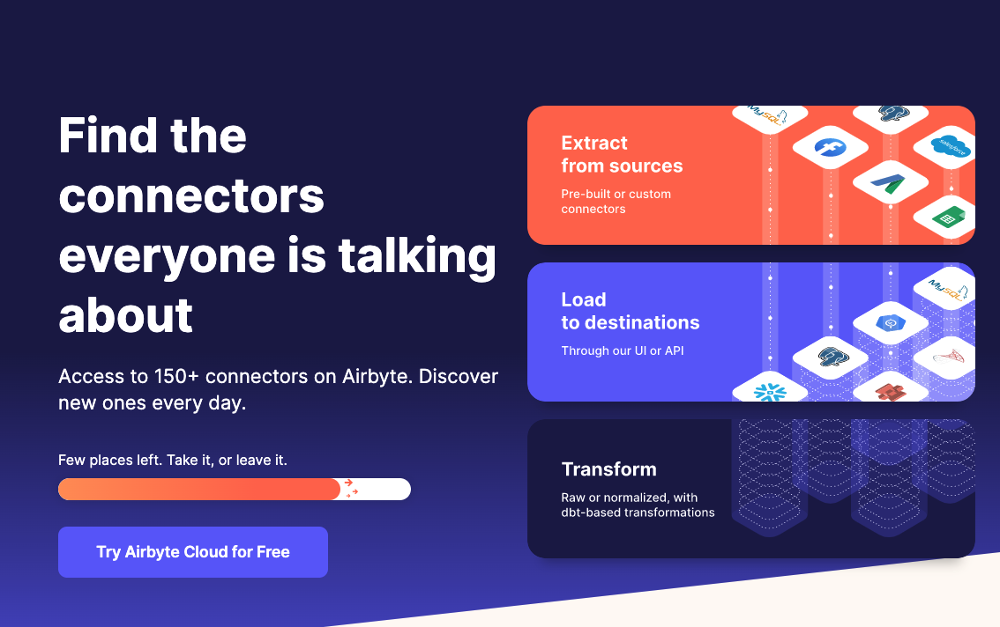 Find the
connectors
everyone is talking
about
Access to 150+ connectors on Airbyte. Discover
new ones every day.
Few places left. Take it, or leave it.
Try Airbyte Cloud for Free
Extract
from sources
Pre-built or custom
connectors
MySQL
salesforce
Load
to destinations
Through our UI or API
MySQL
Transform
Raw or normalized, with
dbt-based transformations